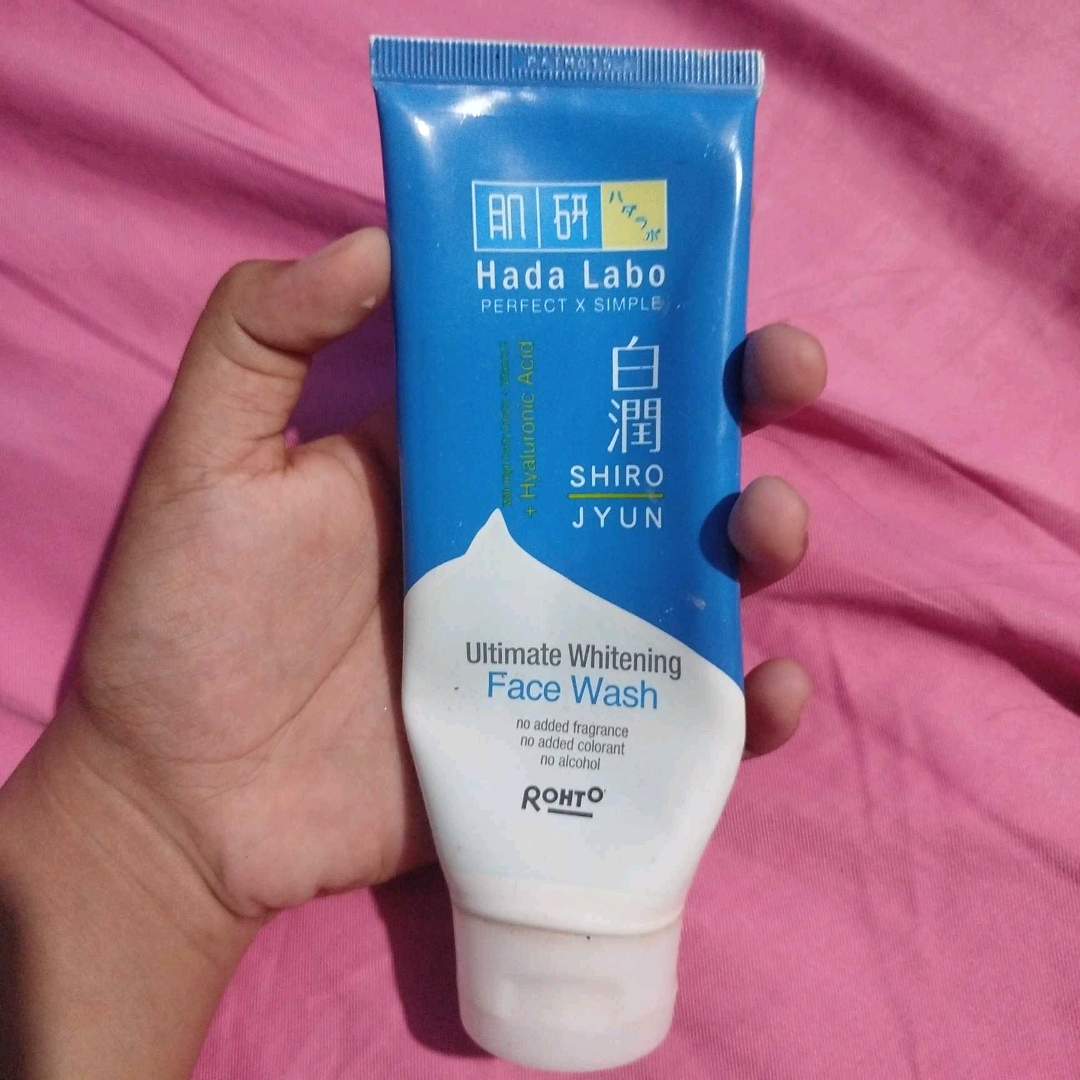 肌研
ハダラボ
Hada Labo
PERFECT X SIMPLE
+ Hyaluronic Acid
白潤
SHIRO
JYUN
Ultimate Whitening
Face Wash
no added fragrance
no added colorant
no alcohol
ROHTO